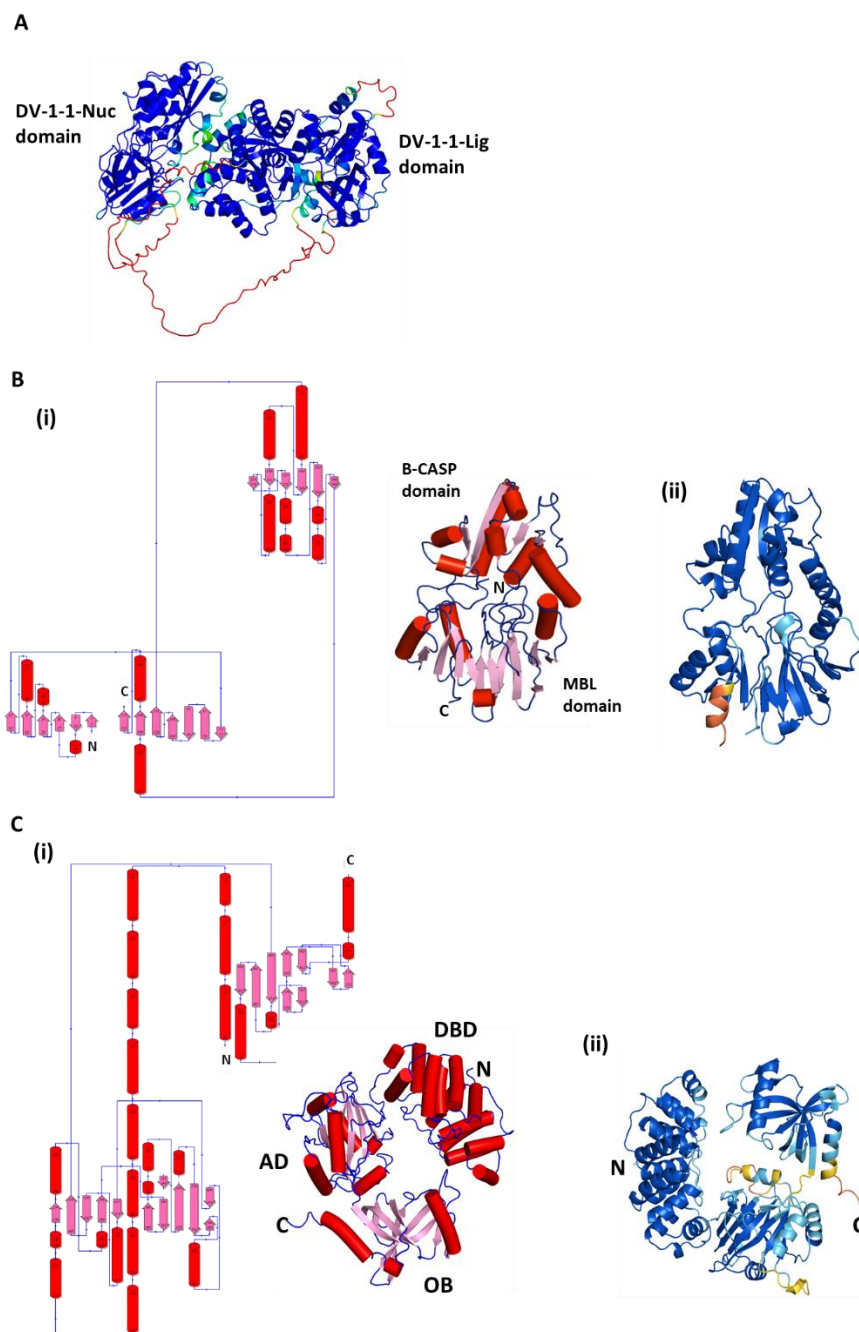 A
DV-1-1-Nuc
domain
DV-1-1-Lig
domain
B
(i)
C
N
B-CASP
domain
N
C
MBL
domain
(ii)
C
(i)
C
N
DBD
N
AD
C
OB
(ii)
N
C